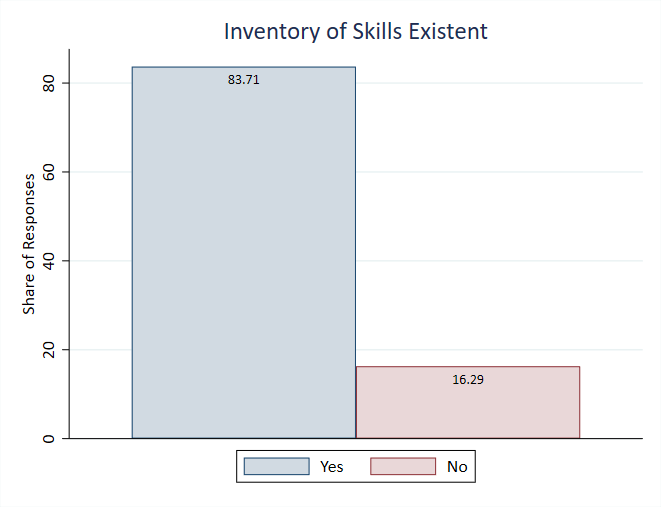 Inventory of Skills Existent
Share of Responses
80
60
40
20
0
83.71
16.29
Yes
No